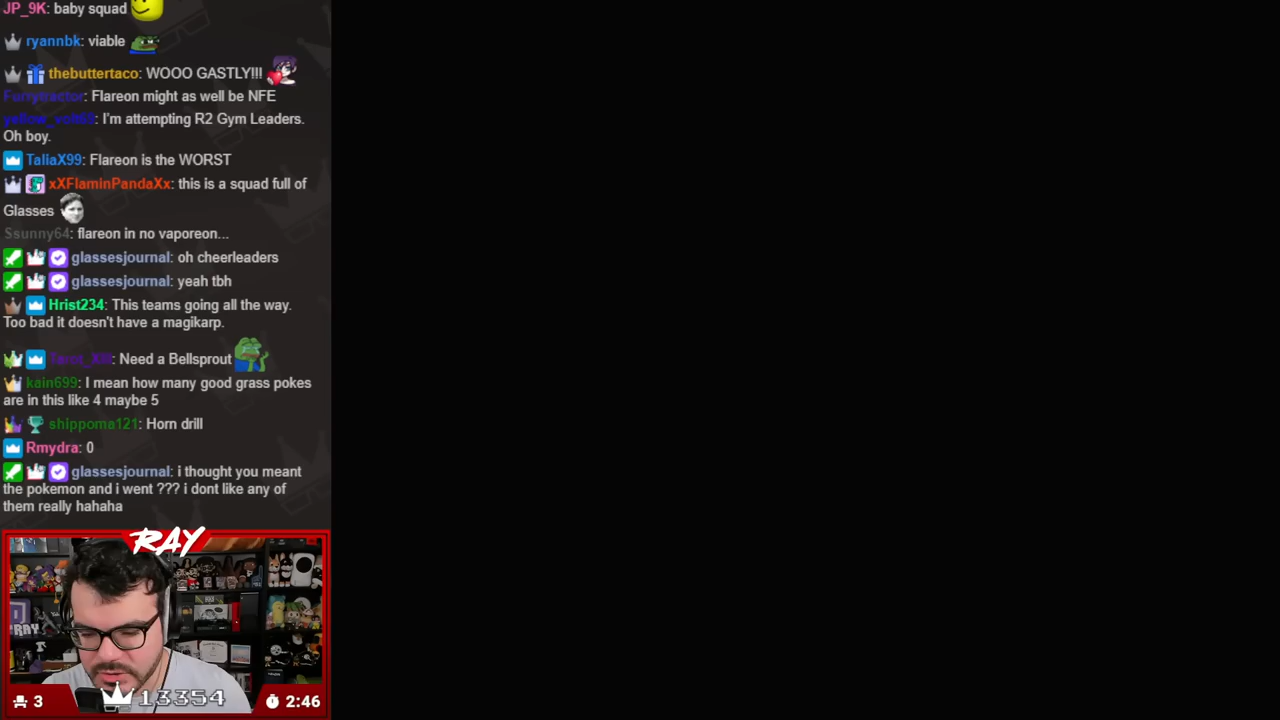 JP_9K: baby squad
ryannbk: viable
thebuttertaco: WOOO GASTLY!!!
Furrytractor: Flareon might as well be NFE
yellow_volt69: I'm attempting R2 Gym Leaders.
Oh boy.
TaliaX99: Flareon is the WORST
xXFlaminPandaXx: this is a squad full of
Glasses
Ssunny64: flareon in no vaporeon...
glassesjournal: oh cheerleaders
glassesjournal: yeah tbh
Hrist234: This teams going all the way.
Too bad it doesn't have a magikarp.
Need a Bellsprout
kain699: I mean how many good grass pokes
are in this like 4 maybe 5
shippoma121: Horn drill
Rmydra: 0
glassesjournal: i thought you meant
the pokemon and i went ??? i dont like any of
them really hahaha
RAY
3
13354
2:46